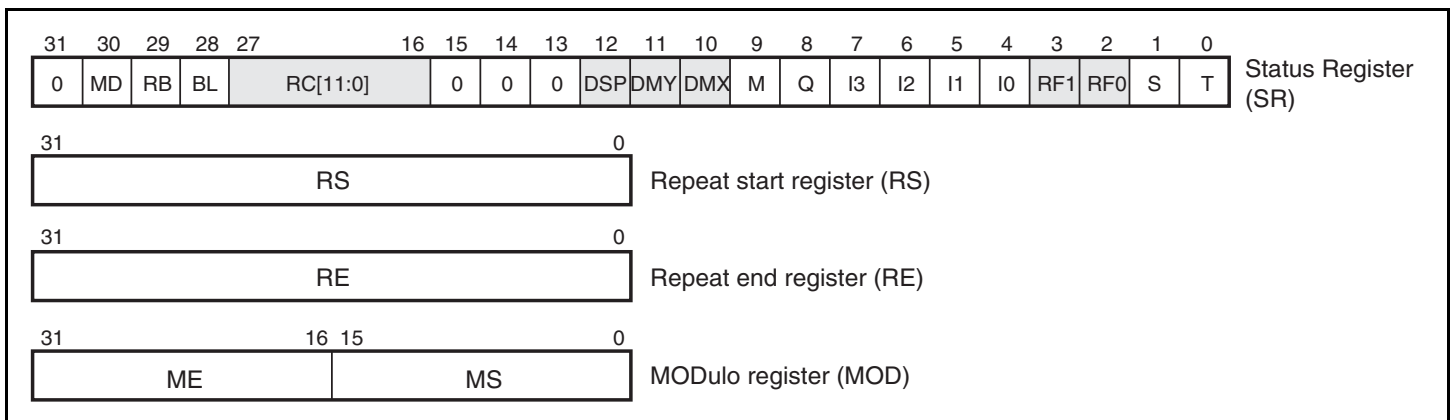 31 30 29 28 27 16 15 14 13 12 11 10 9 8 7 6 5 4 3 2 1 0
0 MD RB BL RC[11:0] 0 0 0 DSP DMY DMX M Q I3 I2 I1 I0 RF1 RF0 S T
Status Register
(SR)
31 0
RS Repeat start register (RS)
31 0
RE Repeat end register (RE)
31 16 15 0
ME MS MODulo register (MOD)